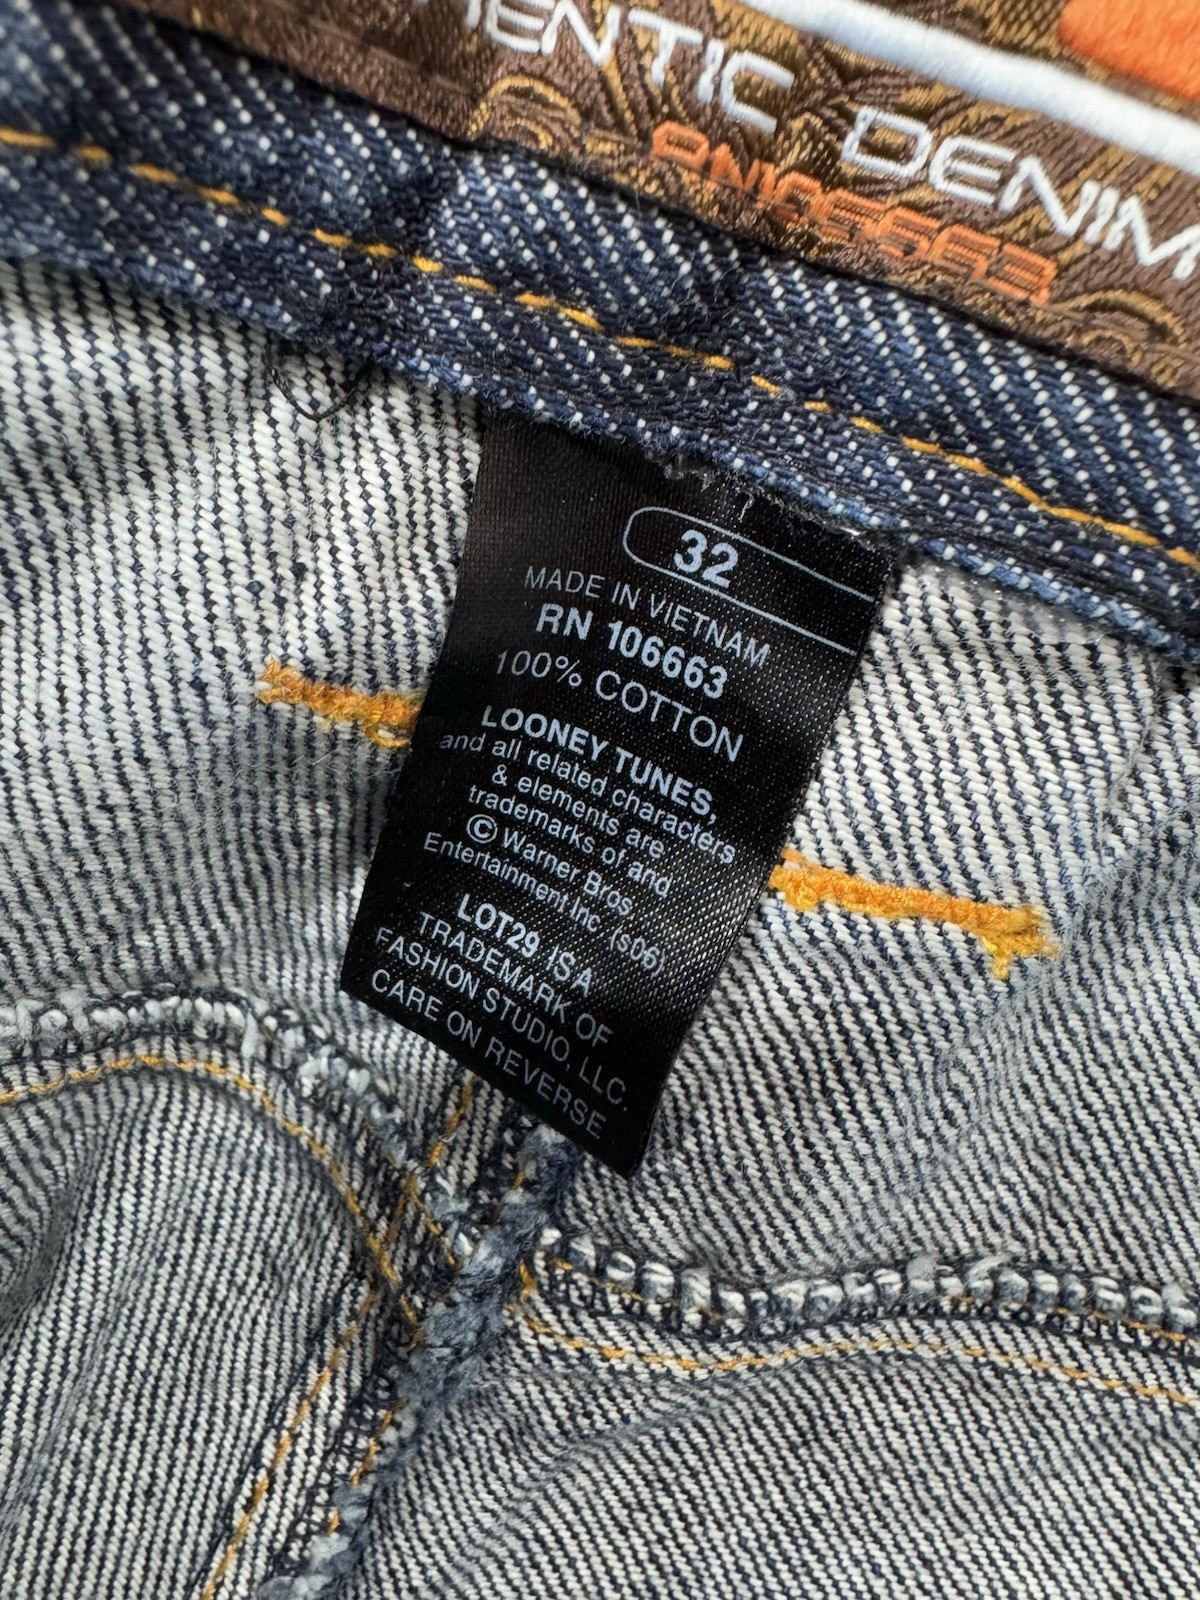 DENIM
32
MADE IN VIETNAM
RN 106663
100% COTTON
LOONEY TUNES,
and all related characters
& elements are
trademarks of and
© Warner Bros.
Entertainment Inc. (s06)
LOT29 IS A
TRADEMARK OF
FASHION STUDIO, LLC.
CARE ON REVERSE